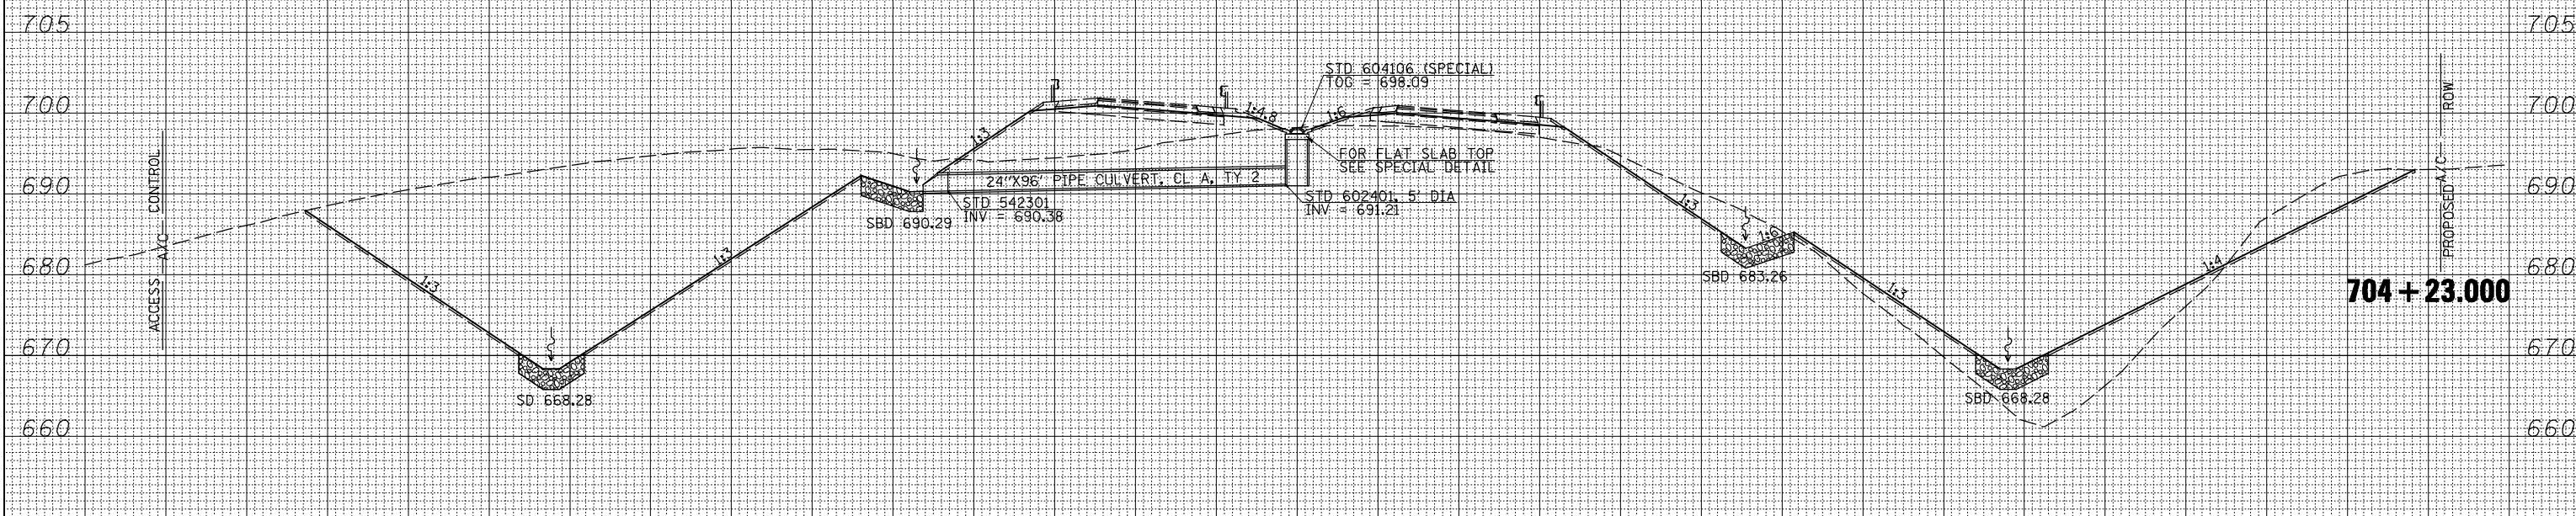 705
705
STD 604106 (SPECIAL)
TOG = 698.09
700
700
1:3
1:4.8
1:6
FOR FLAT SLAB TOP
SEE SPECIAL DETAIL
ACCESS A/C CONTROL
PROPOSED A/C ROW
690
690
24"X96' PIPE CULVERT, CL A, TY 2
STD 542301
INV = 690.38
STD 602401, 5' DIA
INV = 691.21
SBD 690.29
1:3
1:6
680
680
1:3
1:3
1:3
1:4
SBD 683.26
704+23.000
670
670
SD 668.28
SBD 668.28
660
660